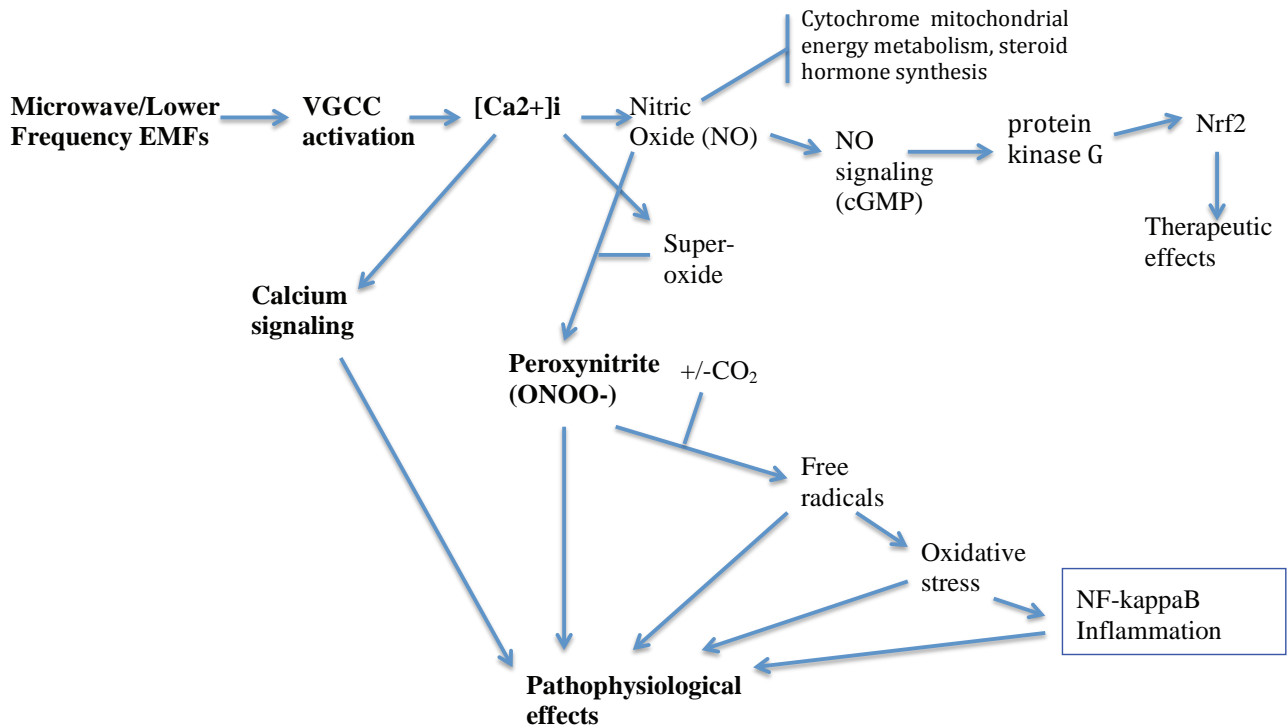 Cytochrome mitochondrial
energy metabolism, steroid
hormone synthesis
Microwave/Lower
Frequency EMFs
VGCC
activation
[Ca2+]i
Nitric
Oxide (NO)
NO
signaling
(cGMP)
protein
kinase G
Nrf2
Therapeutic
effects
Super-
oxide
Calcium
signaling
Peroxynitrite
(ONOO-)
+/-CO₂
Free
radicals
Oxidative
stress
NF-kappaB
Inflammation
Pathophysiological
effects